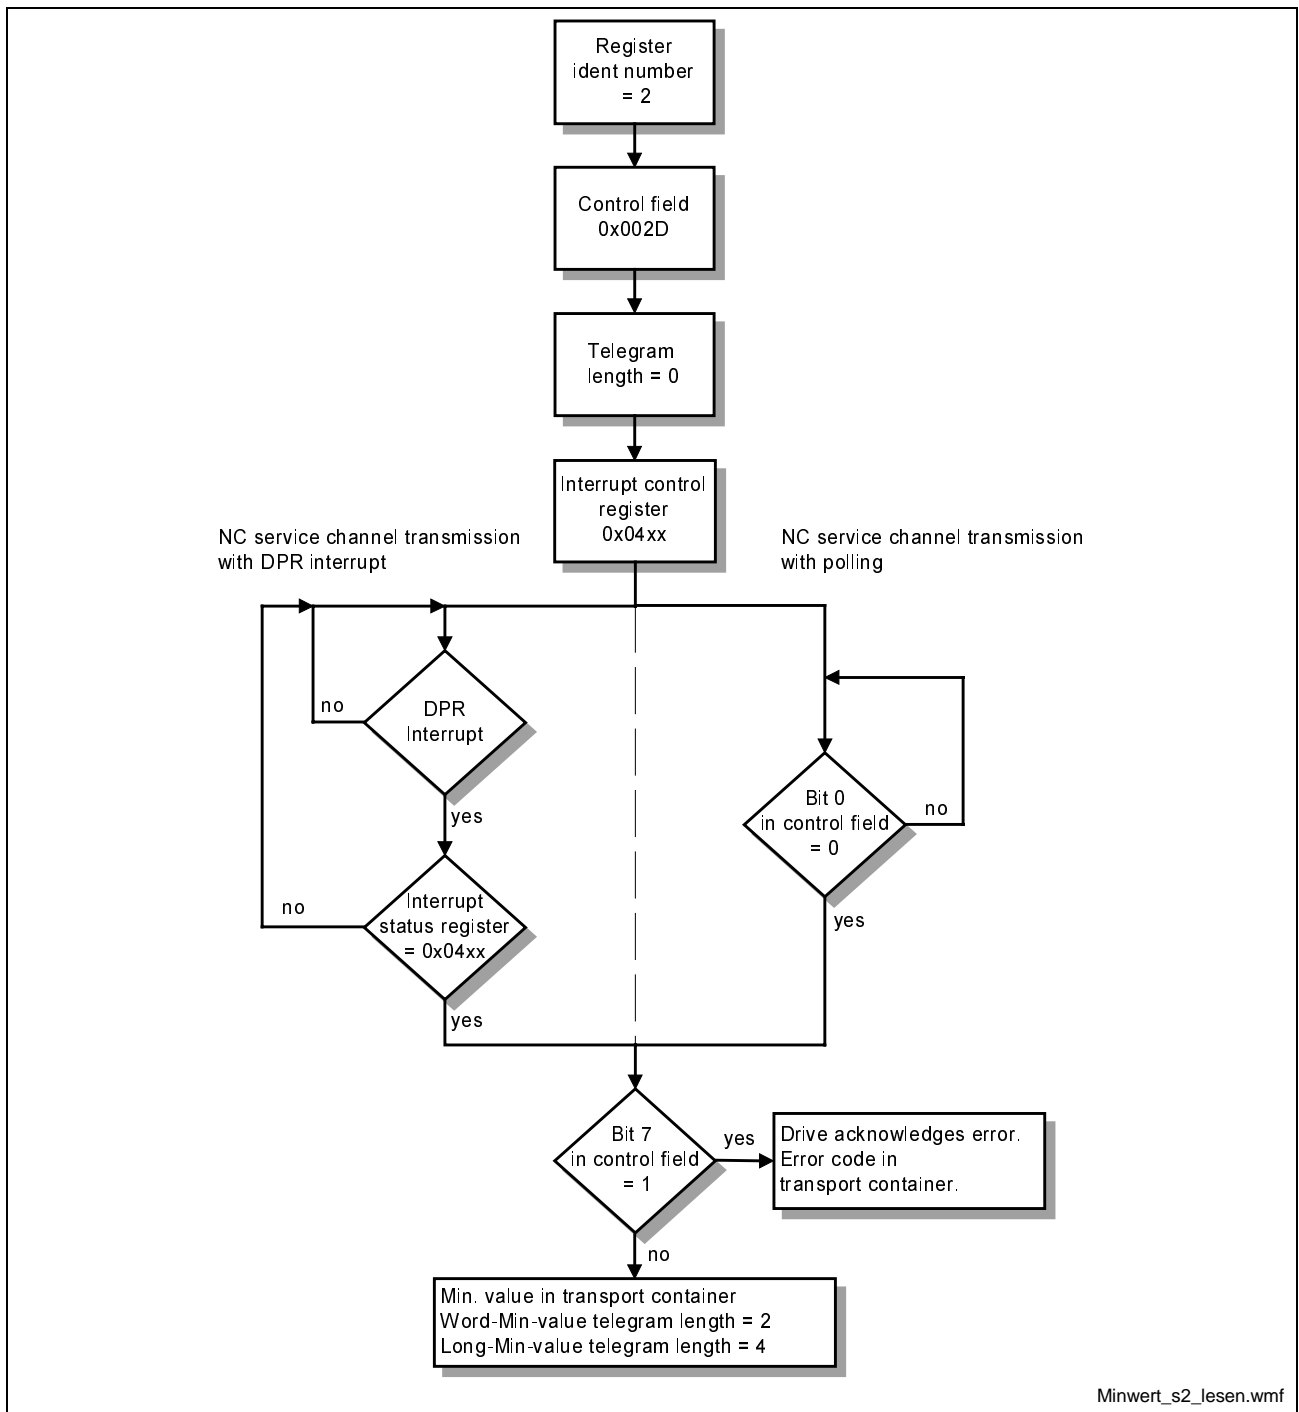 Register
ident number
= 2
Control field
0x002D
Telegram
length = 0
Interrupt control
register
0x04xx
NC service channel transmission
with DPR interrupt
NC service channel transmission
with polling
no
DPR
Interrupt
yes
Bit 0
in control field
= 0
no
yes
no
Interrupt
status register
= 0x04xx
yes
Bit 7
in control field
= 1
yes
Drive acknowledges error.
Error code in
transport container.
no
Min. value in transport container
Word-Min-value telegram length = 2
Long-Min-value telegram length = 4
Minwert_s2_lesen.wmf